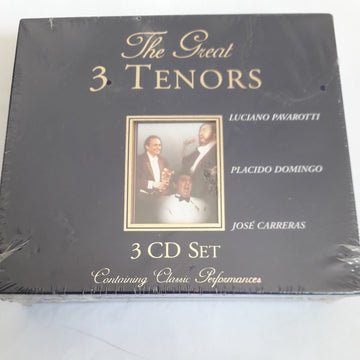 The Great
3 TENORS
LUCIANO PAVAROTTI
PLACIDO DOMINGO
JOSÉ CARRERAS
3 CD SET
Containing Classic Performances